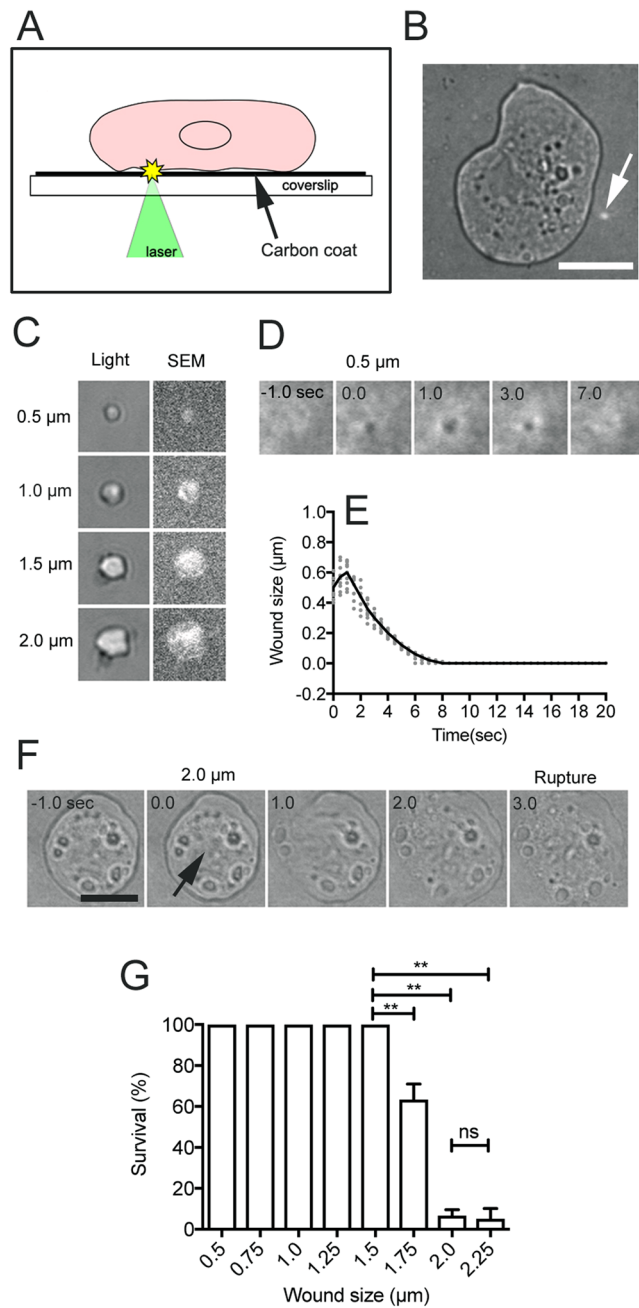 A
coverslip
laser
Carbon coat
B
C
Light SEM
0.5 µm
1.0 µm
1.5 µm
2.0 µm
D
0.5 µm
-1.0 sec 0.0 1.0 3.0 7.0
E
Wound size (µm)
1.0
0.8
0.6
0.4
0.2
0.0
-0.2
0 2 4 6 8 10 12 14 16 18 20
Time(sec)
F
2.0 µm Rupture
-1.0 sec 0.0 1.0 2.0 3.0
G
**
**
**
ns
Survival (%)
100
80
60
40
20
0
0.5 0.75 1.0 1.25 1.5 1.75 2.0 2.25
Wound size (µm)